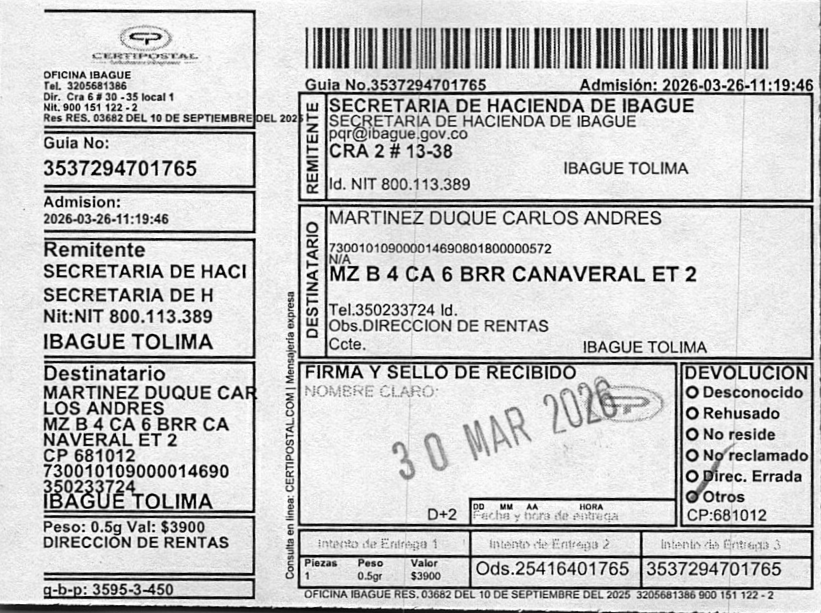 CERTIPOSTAL
OFICINA IBAGUE
Tel. 3205681386
Dir. Cra 6 # 30 - 35 local 1
Nit. 900 151 122 - 2
Res RES. 03682 DEL 10 DE SEPTIEMBRE DEL 2025
Guia No:
3537294701765
Admision:
2026-03-26-11:19:46
Remitente
SECRETARIA DE HACI
SECRETARIA DE H
Nit:NIT 800.113.389
IBAGUE TOLIMA
Destinatario
MARTINEZ DUQUE CAR
LOS ANDRES
MZ B 4 CA 6 BRR CA
NAVERAL ET 2
CP 681012
730010109000014690
350233724
IBAGUE TOLIMA
Peso: 0.5g Val: $3900
DIRECCION DE RENTAS
g-b-p: 3595-3-450
Consulta en linea: CERTIPOSTAL.COM | Mensajería expresa
Guia No.3537294701765 Admisión: 2026-03-26-11:19:46
REMITENTE
SECRETARIA DE HACIENDA DE IBAGUE
SECRETARIA DE HACIENDA DE IBAGUE
pqr@ibague.gov.co
CRA 2 # 13-38
IBAGUE TOLIMA
Id. NIT 800.113.389
DESTINATARIO
MARTINEZ DUQUE CARLOS ANDRES
730010109000014690801800000572
N/A
MZ B 4 CA 6 BRR CANAVERAL ET 2
Tel.350233724 Id.
Obs.DIRECCION DE RENTAS
Ccte. IBAGUE TOLIMA
FIRMA Y SELLO DE RECIBIDO
NOMBRE CLARO:
30 MAR 2026
D+2
DD MM AA HORA
Fecha y hora de entrega
DEVOLUCION
Desconocido
Rehusado
No reside
No reclamado
Direc. Errada
Otros
CP:681012
Intento de Entrega 1 Intento de Entrega 2 Intento de Entrega 3
Piezas Peso Valor
1 0.5gr $3900
Ods.25416401765 3537294701765
OFICINA IBAGUE RES. 03682 DEL 10 DE SEPTIEMBRE DEL 2025 3205681386 900 151 122 - 2